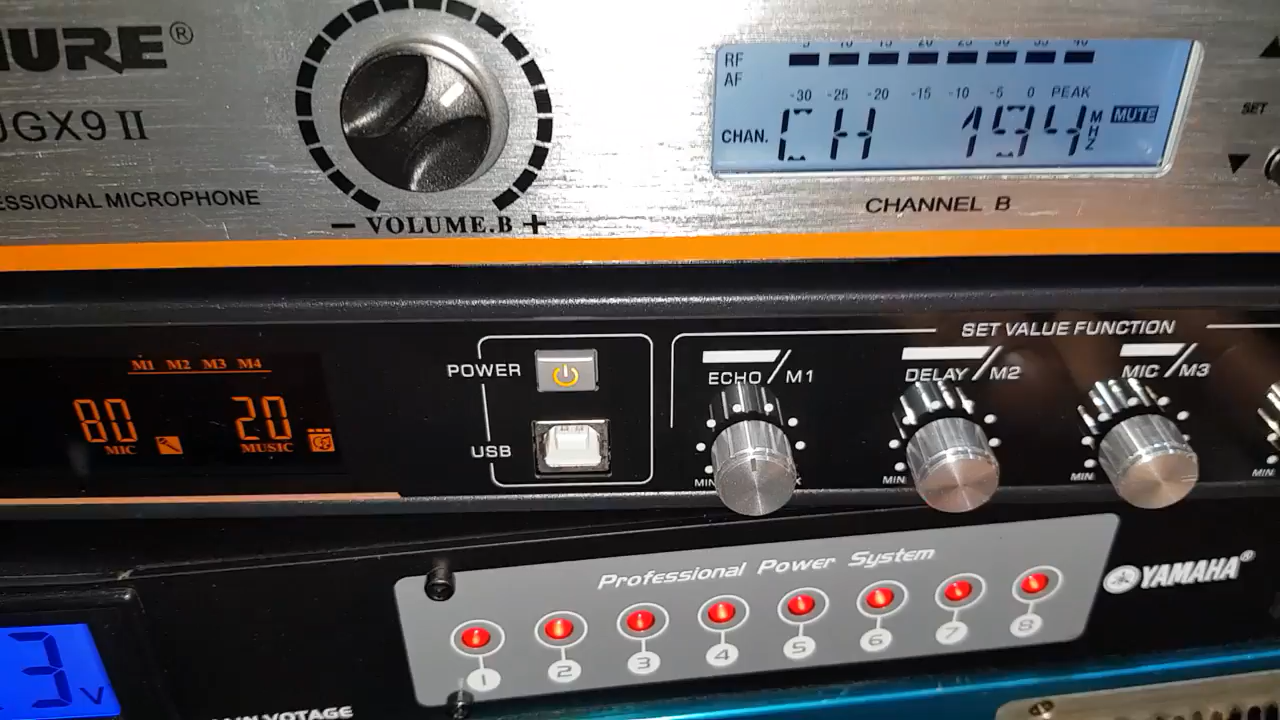 HURE®
UGX9 II
ESSIONAL MICROPHONE
− VOLUME.B +
RF 5 10 15 20 25 30 35 40
AF
-30 -25 -20 -15 -10 -5 0 PEAK
CHAN. CH 194 MHZ MUTE
CHANNEL B
SET
M1 M2 M3 M4
80 MIC
20 MUSIC
POWER
USB
SET VALUE FUNCTION
ECHO/M1
DELAY/M2
MIC/M3
MIN
MIN
MIN
MIN
Professional Power System
1 2 3 4 5 6 7 8
YAMAHA®
3V
VOTAGE